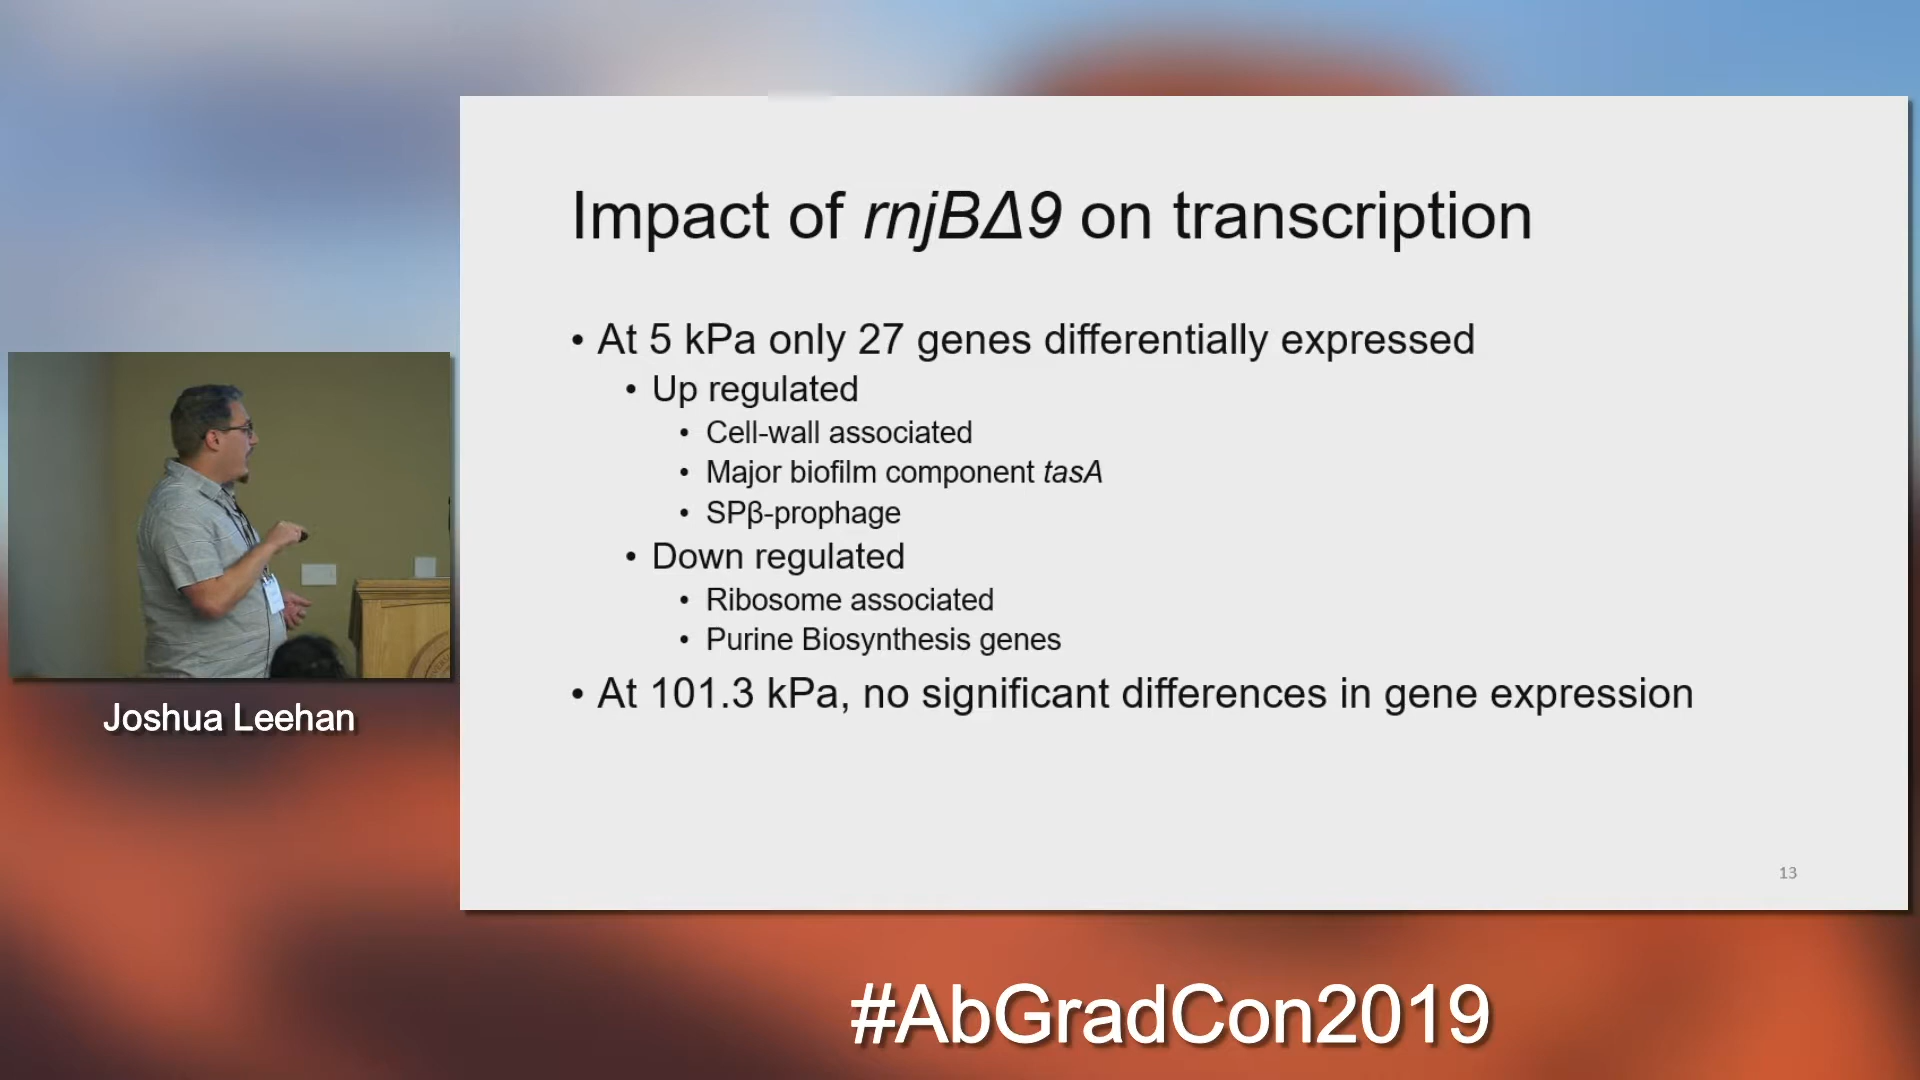 Impact of rnjBΔ9 on transcription
• At 5 kPa only 27 genes differentially expressed
• Up regulated
• Cell-wall associated
• Major biofilm component tasA
• SPβ-prophage
• Down regulated
• Ribosome associated
• Purine Biosynthesis genes
• At 101.3 kPa, no significant differences in gene expression
13
Joshua Leehan
#AbGradCon2019